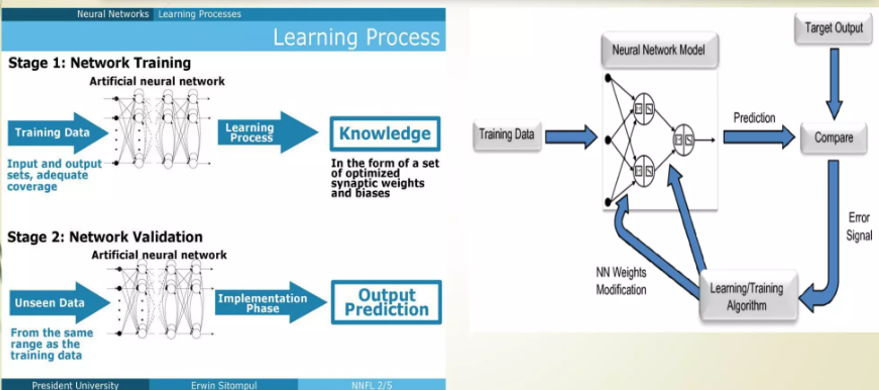 Neural Networks Learning Processes
Learning Process
Stage 1: Network Training
Artificial neural network
Training Data
Learning
Process
Knowledge
Input and output
sets, adequate
coverage
In the form of a set
of optimized
synaptic weights
and biases
Stage 2: Network Validation
Artificial neural network
Unseen Data
Implementation
Phase
Output
Prediction
From the same
range as the
training data
President University Erwin Sitompul NNFL 2/5
Target Output
Neural Network Model
Training Data
Prediction
Compare
Error
Signal
NN Weights
Modification
Learning/Training
Algorithm